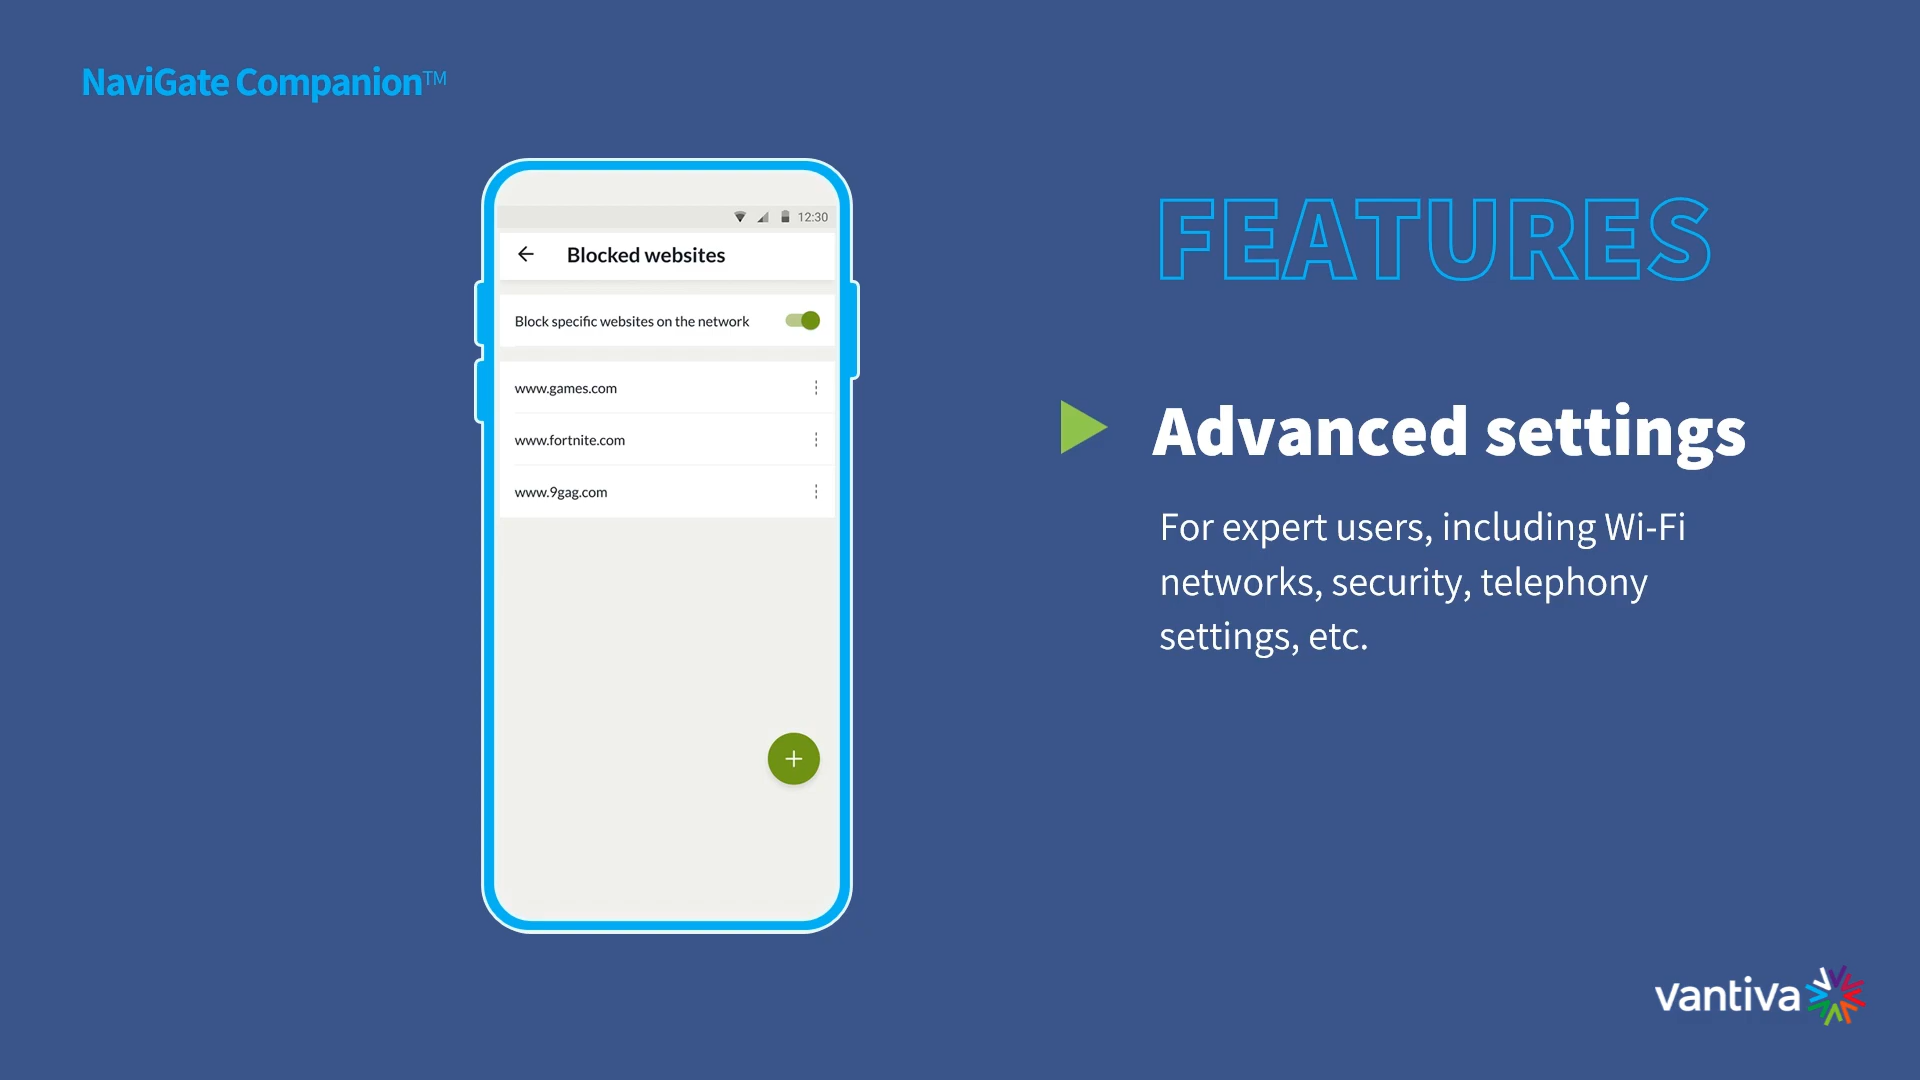 NaviGate Companion™
12:30
Blocked websites
Block specific websites on the network
www.games.com
www.fortnite.com
www.9gag.com
+
FEATURES
Advanced settings
For expert users, including Wi-Fi
networks, security, telephony
settings, etc.
vantiva